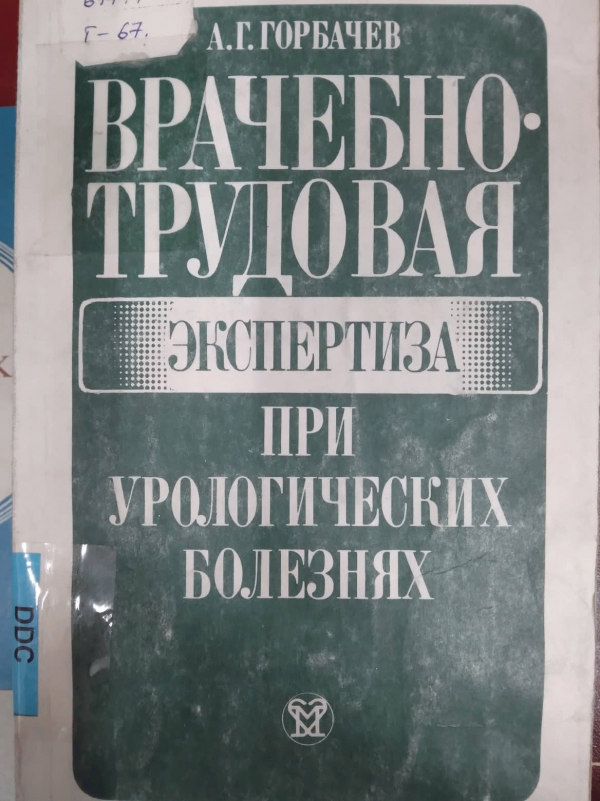 Г-67.
А.Г.ГОРБАЧЕВ
ВРАЧЕБНО-
ТРУДОВАЯ
ЭКСПЕРТИЗА
ПРИ
УРОЛОГИЧЕСКИХ
БОЛЕЗНЯХ
DDC